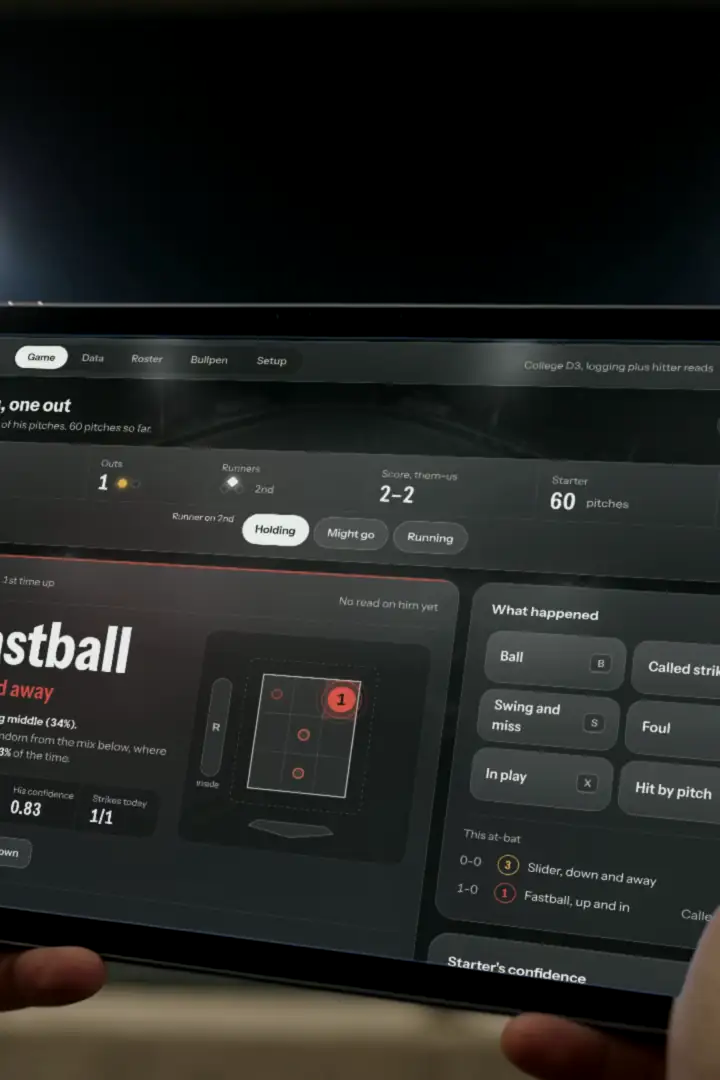 Game Data Roster Bullpen Setup
College D3, logging plus hitter reads
, one out
of his pitches. 60 pitches so far.
Outs
1
Runners
2nd
Score, them–us
2–2
Starter
60 pitches
Runner on 2nd
Holding
Might go
Running
1st time up
No read on him yet
astball
d away
g middle (34%).
ndom from the mix below, where
3% of the time.
His confidence
0.83
Strikes today
1/1
own
R
Inside
1
What happened
Ball B
Called strik
Swing and
miss S
Foul
In play X
Hit by pitch
This at-bat
0-0 3 Slider, down and away
1-0 1 Fastball, up and in
Calle
Starter's confidence